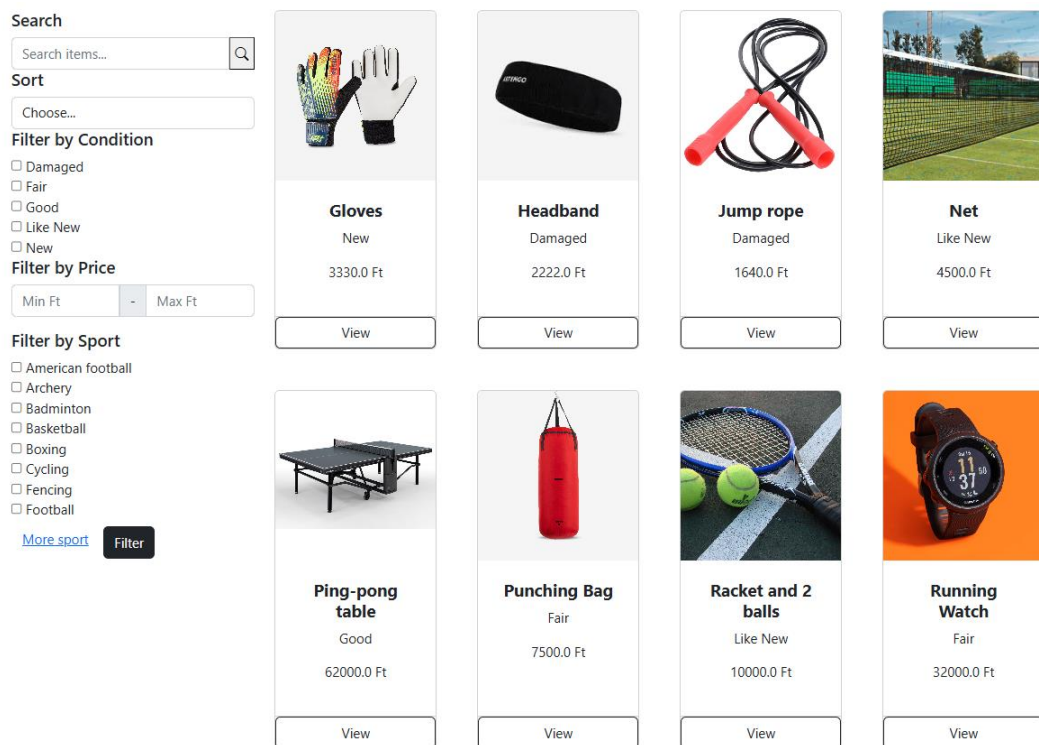 Search
Search items...
Sort
Choose...
Filter by Condition
Damaged
Fair
Good
Like New
New
Filter by Price
Min Ft
-
Max Ft
Filter by Sport
American football
Archery
Badminton
Basketball
Boxing
Cycling
Fencing
Football
More sport
Filter
Gloves
New
3330.0 Ft
View
Headband
Damaged
2222.0 Ft
View
Jump rope
Damaged
1640.0 Ft
View
Net
Like New
4500.0 Ft
View
Ping-pong
table
Good
62000.0 Ft
View
Punching Bag
Fair
7500.0 Ft
View
Racket and 2
balls
Like New
10000.0 Ft
View
11
37
Running
Watch
Fair
32000.0 Ft
View